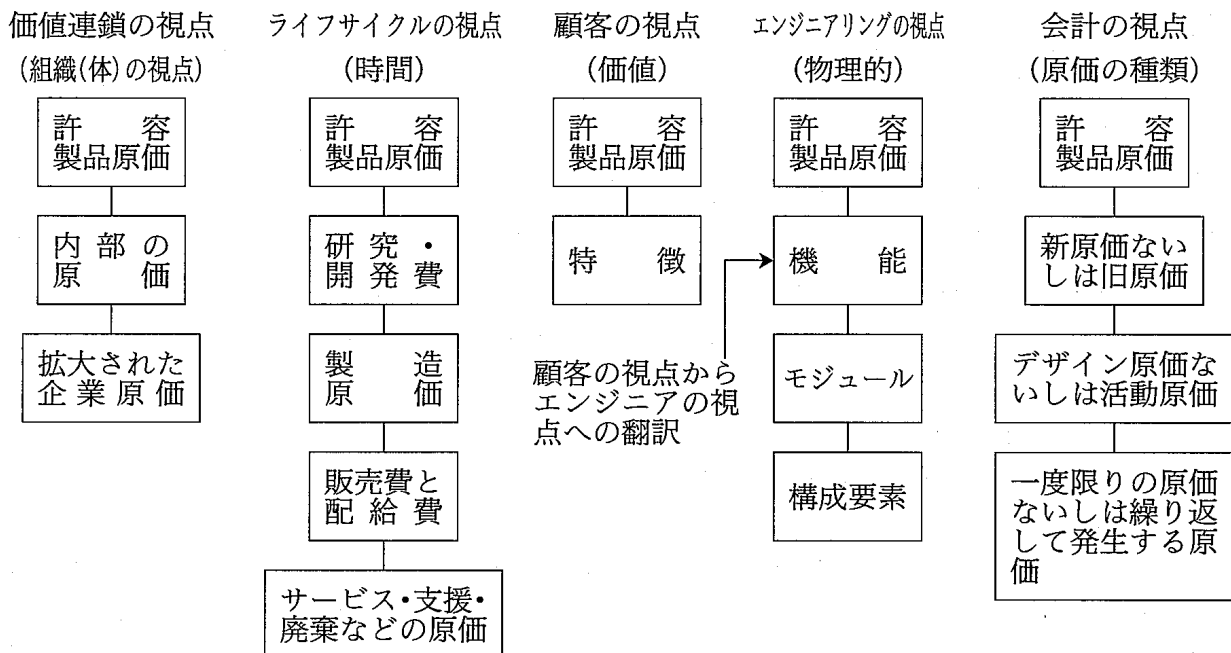 価値連鎖の視点
(組織(体)の視点)
許容
製品原価
内部の
原価
拡大された
企業原価
ライフサイクルの視点
(時間)
許容
製品原価
研究・
開発費
製造
原価
販売費と
配給費
サービス・支援・
廃棄などの原価
顧客の視点
(価値)
許容
製品原価
特徴
顧客の視点から
エンジニアの視
点への翻訳
エンジニアリングの視点
(物理的)
許容
製品原価
機能
モジュール
構成要素
会計の視点
(原価の種類)
許容
製品原価
新原価ない
しは旧原価
デザイン原価な
いしは活動原価
一度限りの原価
ないしは繰り返
して発生する原
価